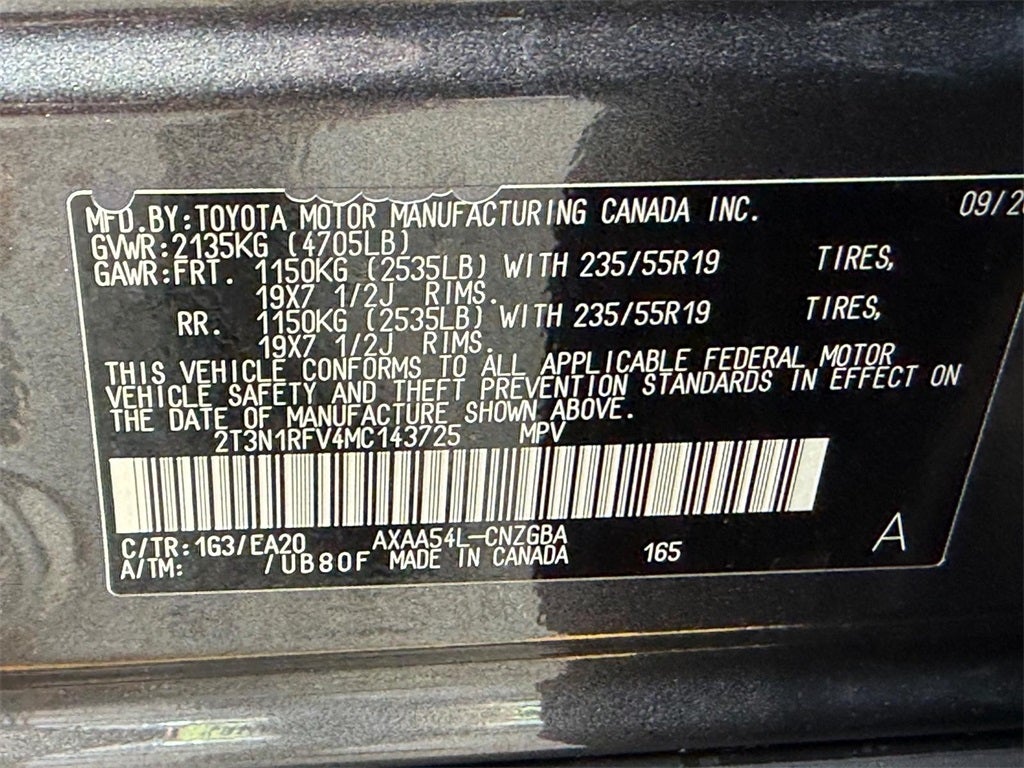 MFD.BY:TOYOTA MOTOR MANUFACTURING CANADA INC. 09/20
GVWR:2135KG (4705LB)
GAWR:FRT. 1150KG (2535LB) WITH 235/55R19 TIRES,
19X7 1/2J RIMS.
RR. 1150KG (2535LB) WITH 235/55R19 TIRES,
19X7 1/2J RIMS.
THIS VEHICLE CONFORMS TO ALL APPLICABLE FEDERAL MOTOR
VEHICLE SAFETY AND THEFT PREVENTION STANDARDS IN EFFECT ON
THE DATE OF MANUFACTURE SHOWN ABOVE.
2T3N1RFV4MC143725 MPV
C/TR:1G3/EA20 AXAA54L-CNZGBA
A/TM: /UB80F MADE IN CANADA 165 A